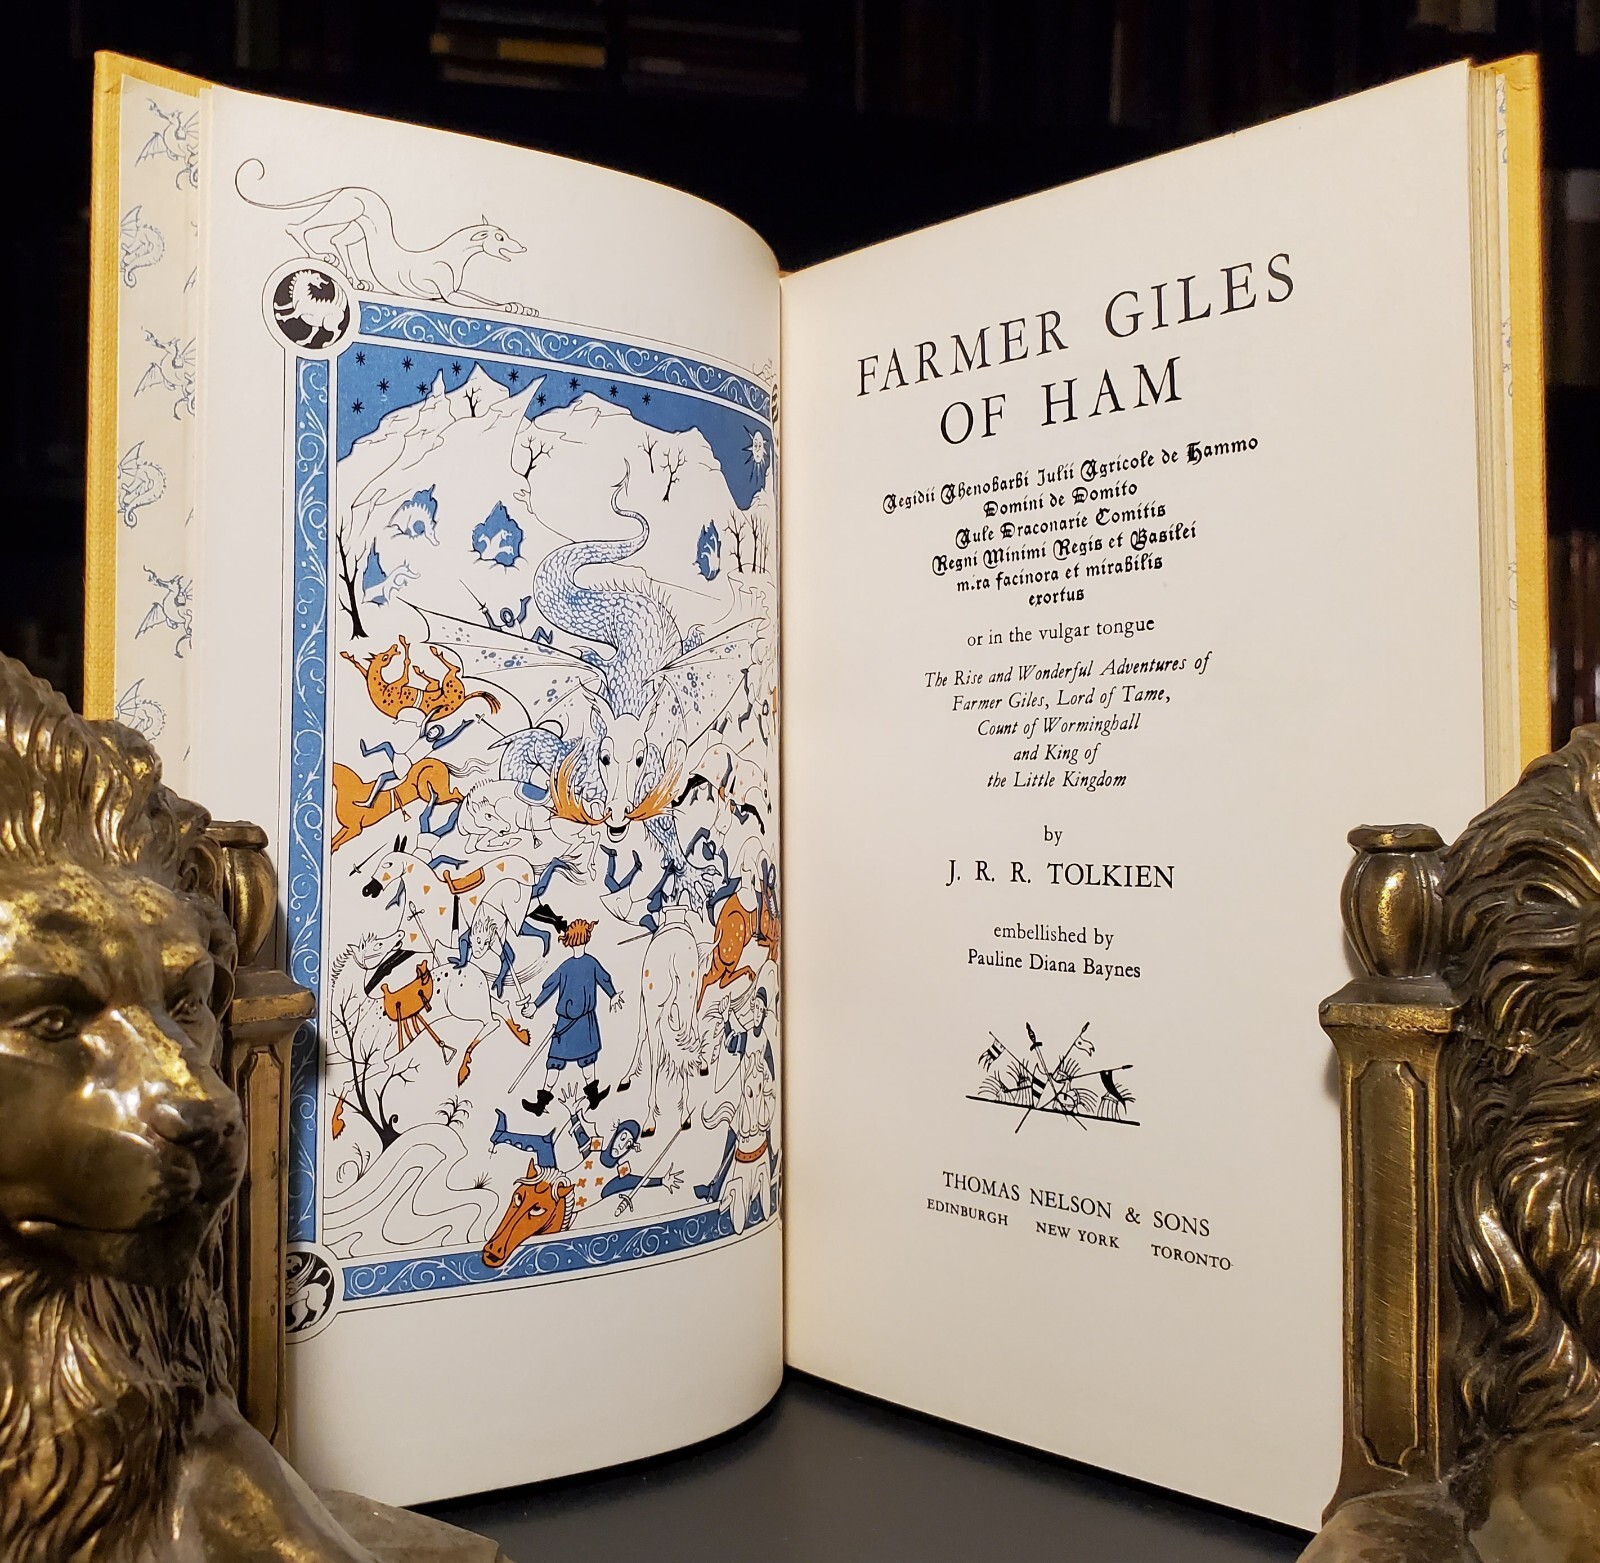 FARMER GILES
OF HAM
Aegidii Ahenobarbi Julii Agricole de Hammo
Domini de Domito
Aule Draconarie Comitis
Regni Minimi Regis et Basilei
mira facinora et mirabilis
exortus
or in the vulgar tongue
The Rise and Wonderful Adventures of
Farmer Giles, Lord of Tame,
Count of Worminghall
and King of
the Little Kingdom
by
J. R. R. TOLKIEN
embellished by
Pauline Diana Baynes
THOMAS NELSON & SONS
EDINBURGH NEW YORK TORONTO